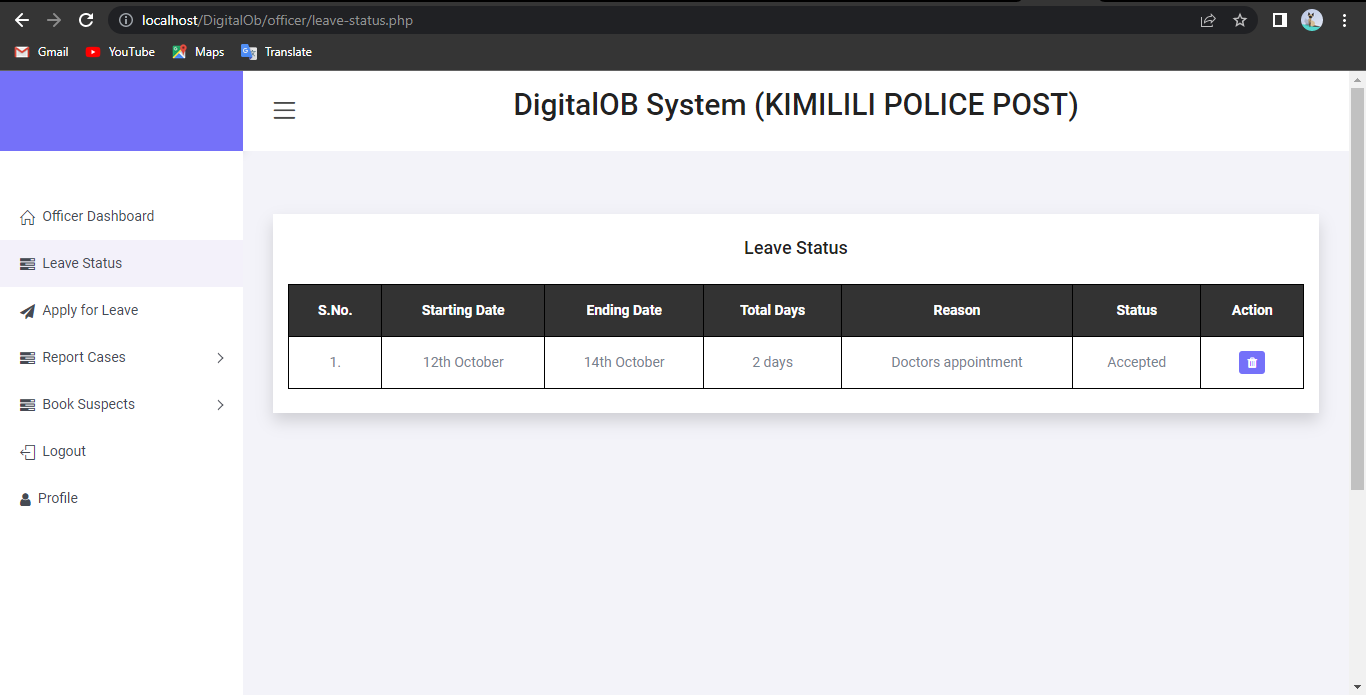 localhost/DigitalOb/officer/leave-status.php
Gmail YouTube Maps Translate
DigitalOB System (KIMILILI POLICE POST)
Officer Dashboard
Leave Status
Apply for Leave
Report Cases
Book Suspects
Logout
Profile
Leave Status
S.No. Starting Date Ending Date Total Days Reason Status Action
1. 12th October 14th October 2 days Doctors appointment Accepted